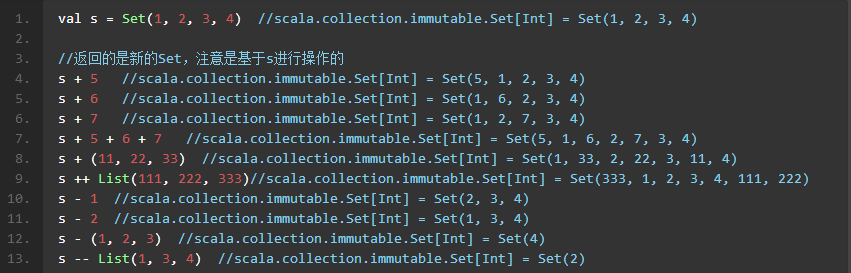 1. val s = Set(1, 2, 3, 4)  //scala.collection.immutable.Set[Int] = Set(1, 2, 3, 4)
2.
3. //返回的是新的Set，注意是基于s进行操作的
4. s + 5   //scala.collection.immutable.Set[Int] = Set(5, 1, 2, 3, 4)
5. s + 6   //scala.collection.immutable.Set[Int] = Set(1, 6, 2, 3, 4)
6. s + 7   //scala.collection.immutable.Set[Int] = Set(1, 2, 7, 3, 4)
7. s + 5 + 6 + 7   //scala.collection.immutable.Set[Int] = Set(5, 1, 6, 2, 7, 3, 4)
8. s + (11, 22, 33)  //scala.collection.immutable.Set[Int] = Set(1, 33, 2, 22, 3, 11, 4)
9. s ++ List(111, 222, 333)//scala.collection.immutable.Set[Int] = Set(333, 1, 2, 3, 4, 111, 222)
10. s - 1  //scala.collection.immutable.Set[Int] = Set(2, 3, 4)
11. s - 2  //scala.collection.immutable.Set[Int] = Set(1, 3, 4)
12. s - (1, 2, 3)  //scala.collection.immutable.Set[Int] = Set(4)
13. s -- List(1, 3, 4)  //scala.collection.immutable.Set[Int] = Set(2)